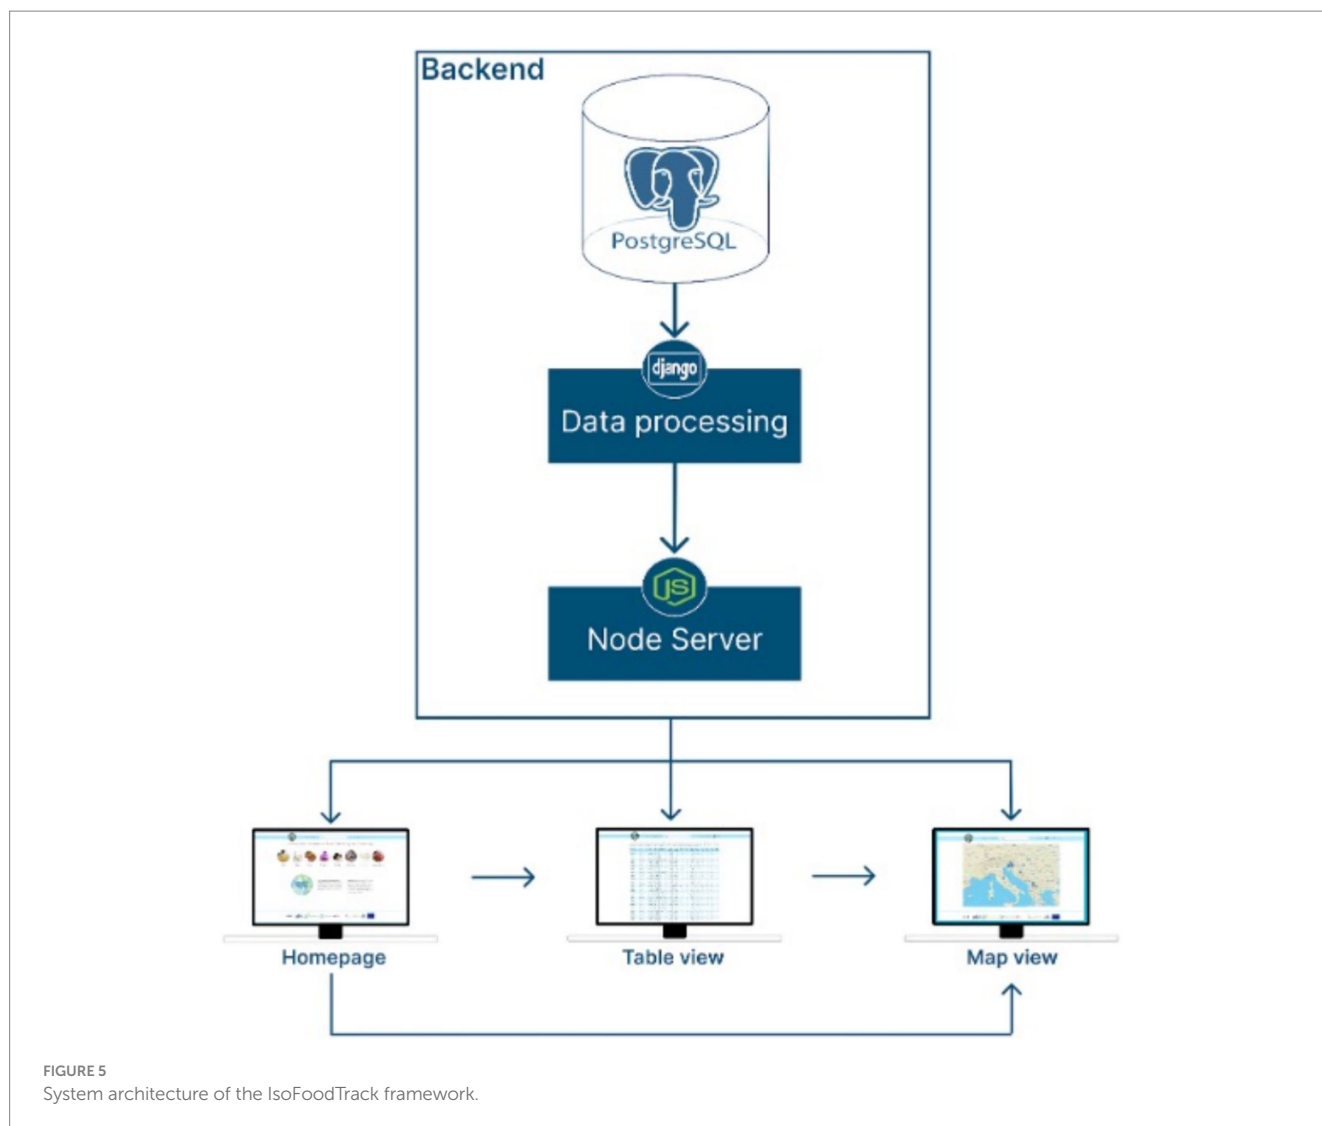 Backend
PostgreSQL
django
Data processing
JS
Node Server
Homepage
Table view
Map view
FIGURE 5
System architecture of the IsoFoodTrack framework.